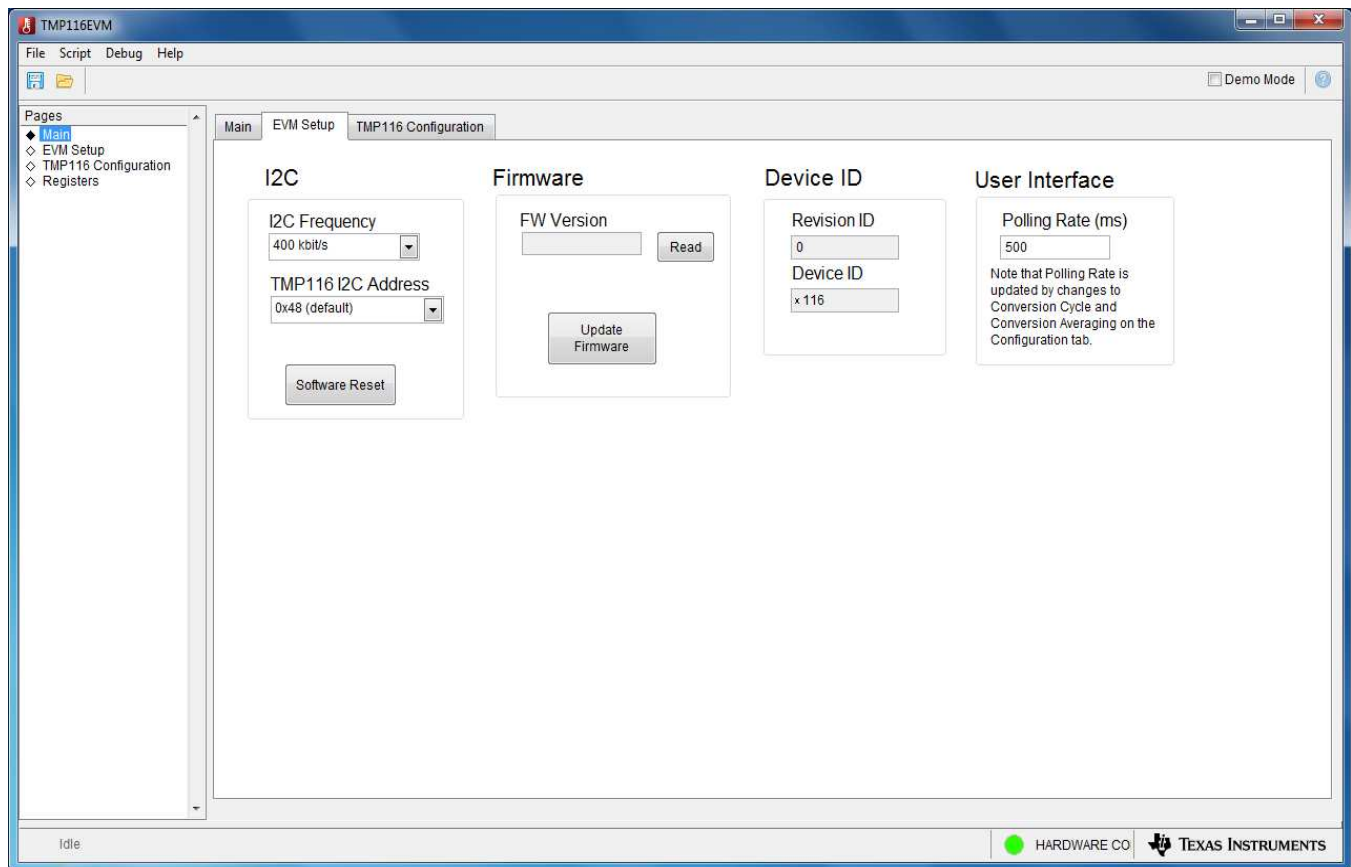 TMP116EVM
File Script Debug Help
Demo Mode
Pages
Main
EVM Setup
TMP116 Configuration
Registers
Main EVM Setup TMP116 Configuration
I2C
I2C Frequency
400 kbit/s
TMP116 I2C Address
0x48 (default)
Software Reset
Firmware
FW Version
Read
Update
Firmware
Device ID
Revision ID
0
Device ID
x 116
User Interface
Polling Rate (ms)
500
Note that Polling Rate is
updated by changes to
Conversion Cycle and
Conversion Averaging on the
Configuration tab.
Idle
HARDWARE CO
TEXAS INSTRUMENTS